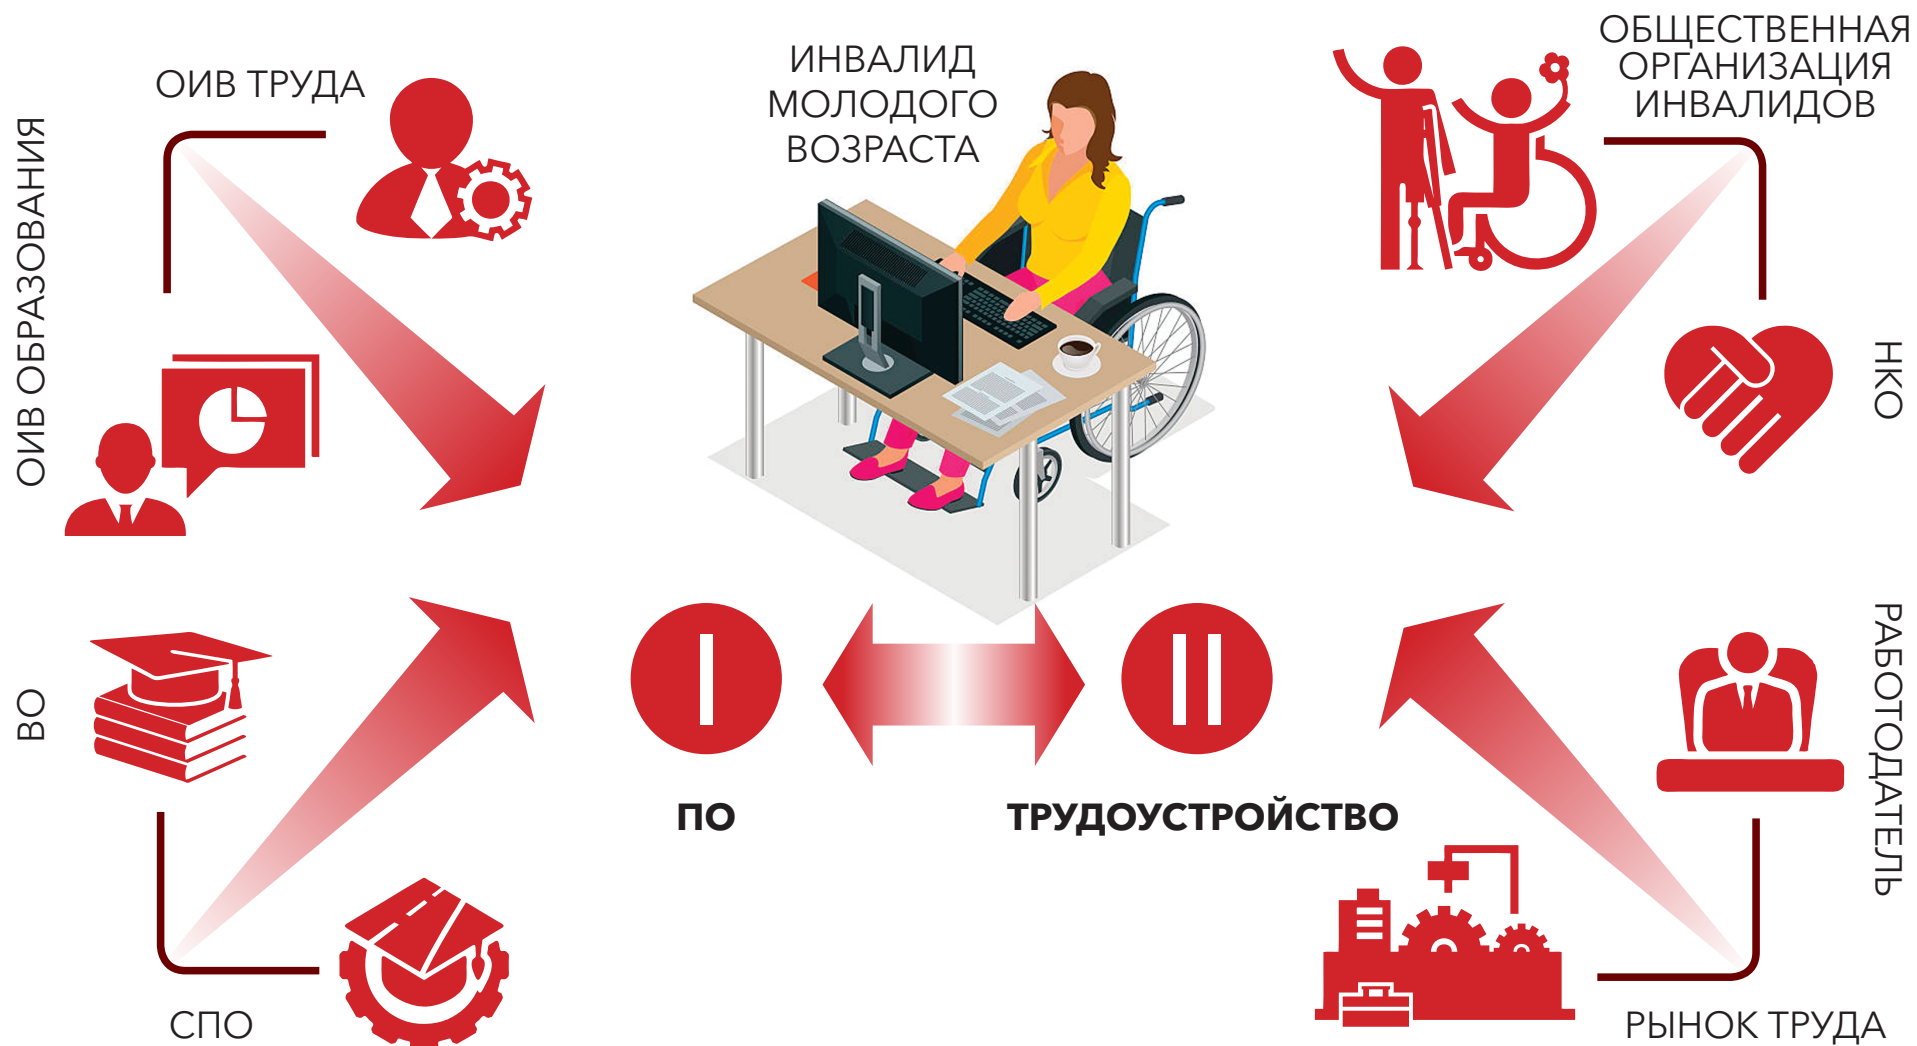 ОИВ ТРУДА
ОИВ ОБРАЗОВАНИЯ
ИНВАЛИД
МОЛОДОГО
ВОЗРАСТА
ОБЩЕСТВЕННАЯ
ОРГАНИЗАЦИЯ
ИНВАЛИДОВ
НКО
ВО
СПО
I
II
ПО
ТРУДОУСТРОЙСТВО
РАБОТОДАТЕЛЬ
РЫНОК ТРУДА